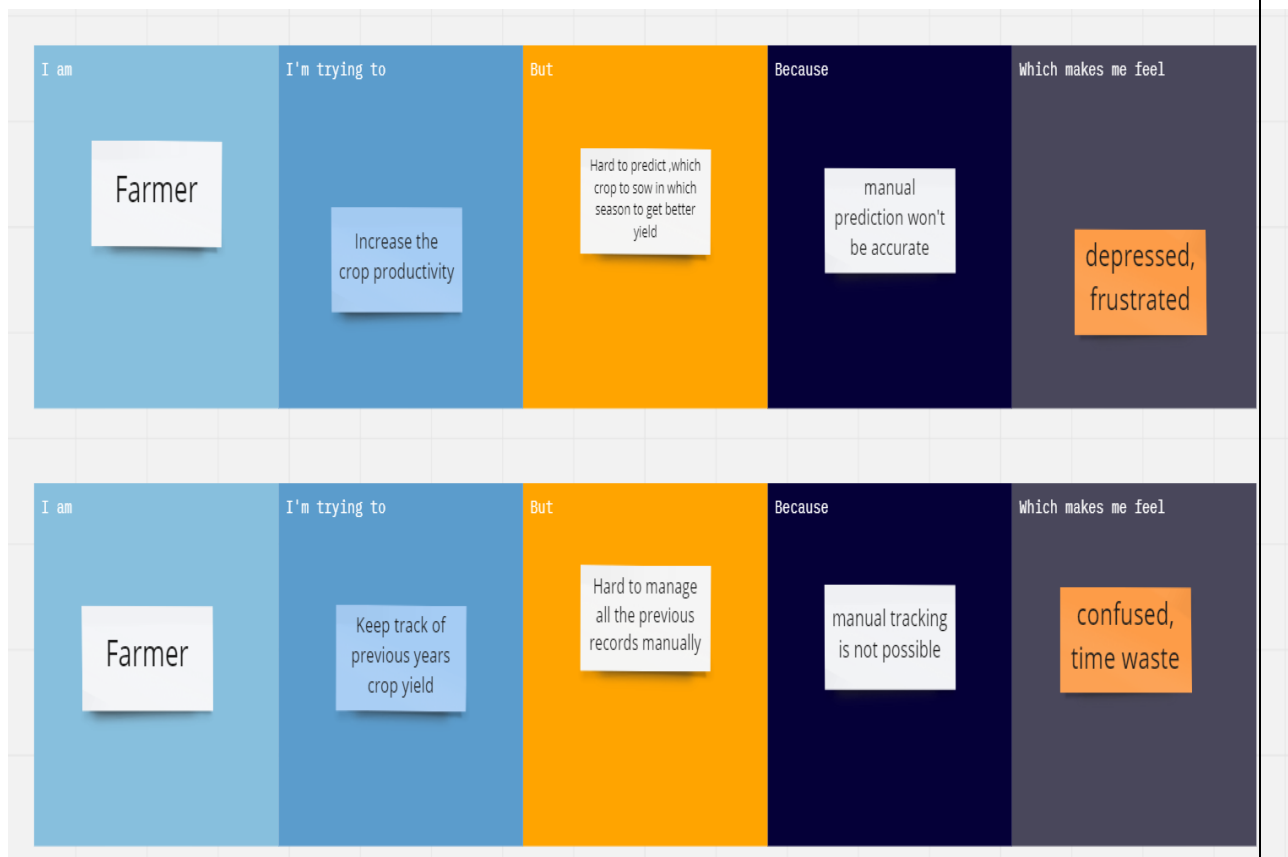 I am
Farmer
I'm trying to
Increase the
crop productivity
But
Hard to predict ,which
crop to sow in which
season to get better
yield
Because
manual
prediction won't
be accurate
Which makes me feel
depressed,
frustrated
I am
Farmer
I'm trying to
Keep track of
previous years
crop yield
But
Hard to manage
all the previous
records manually
Because
manual tracking
is not possible
Which makes me feel
confused,
time waste